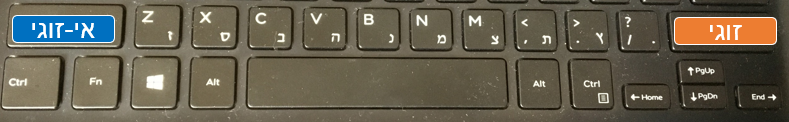 אי-זוגי Z ז X ס C ב V ה B נ N מ M צ < , ת > . ץ ? / . זוגי
Ctrl Fn Alt Alt Ctrl ← Home ↑ PgUp ↓ PgDn End →